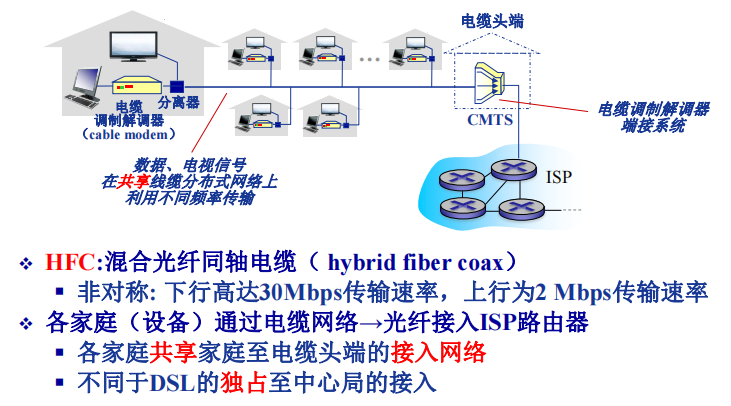 电缆头端
电缆
调制解调器
（cable modem）
分离器
CMTS
电缆调制解调器
端接系统
数据、电视信号
在共享线缆分布式网络上
利用不同频率传输
ISP
HFC:混合光纤同轴电缆（ hybrid fiber coax）
非对称: 下行高达30Mbps传输速率，上行为2 Mbps传输速率
各家庭（设备）通过电缆网络→光纤接入ISP路由器
各家庭共享家庭至电缆头端的接入网络
不同于DSL的独占至中心局的接入